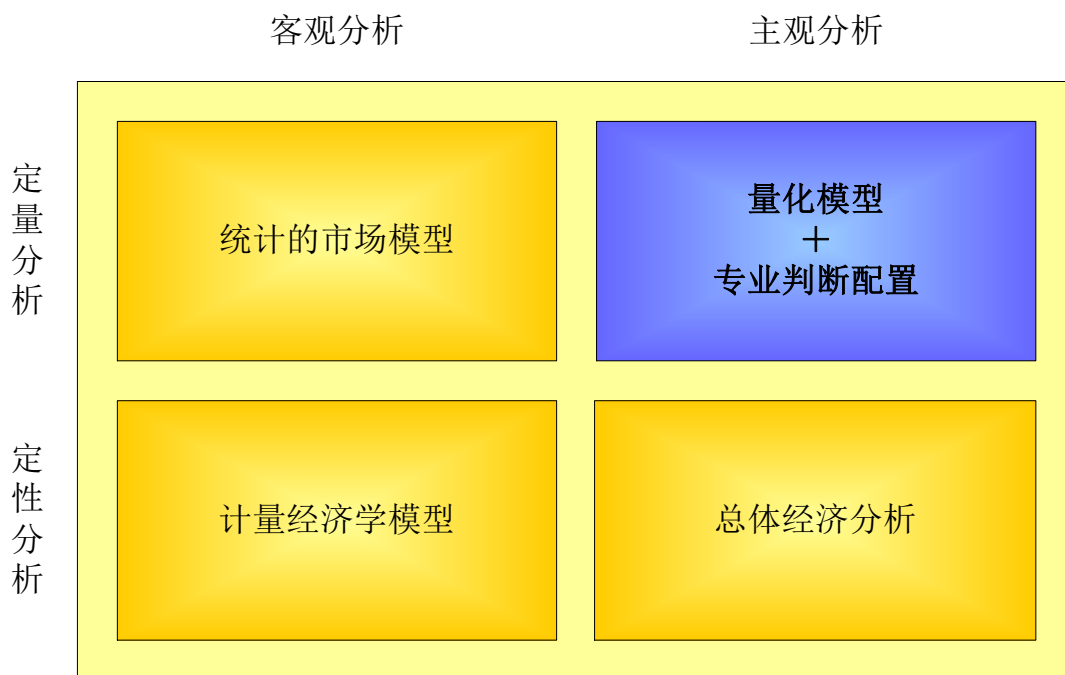 客观分析 主观分析
定量分析
统计的市场模型
量化模型
＋
专业判断配置
定性分析
计量经济学模型
总体经济分析